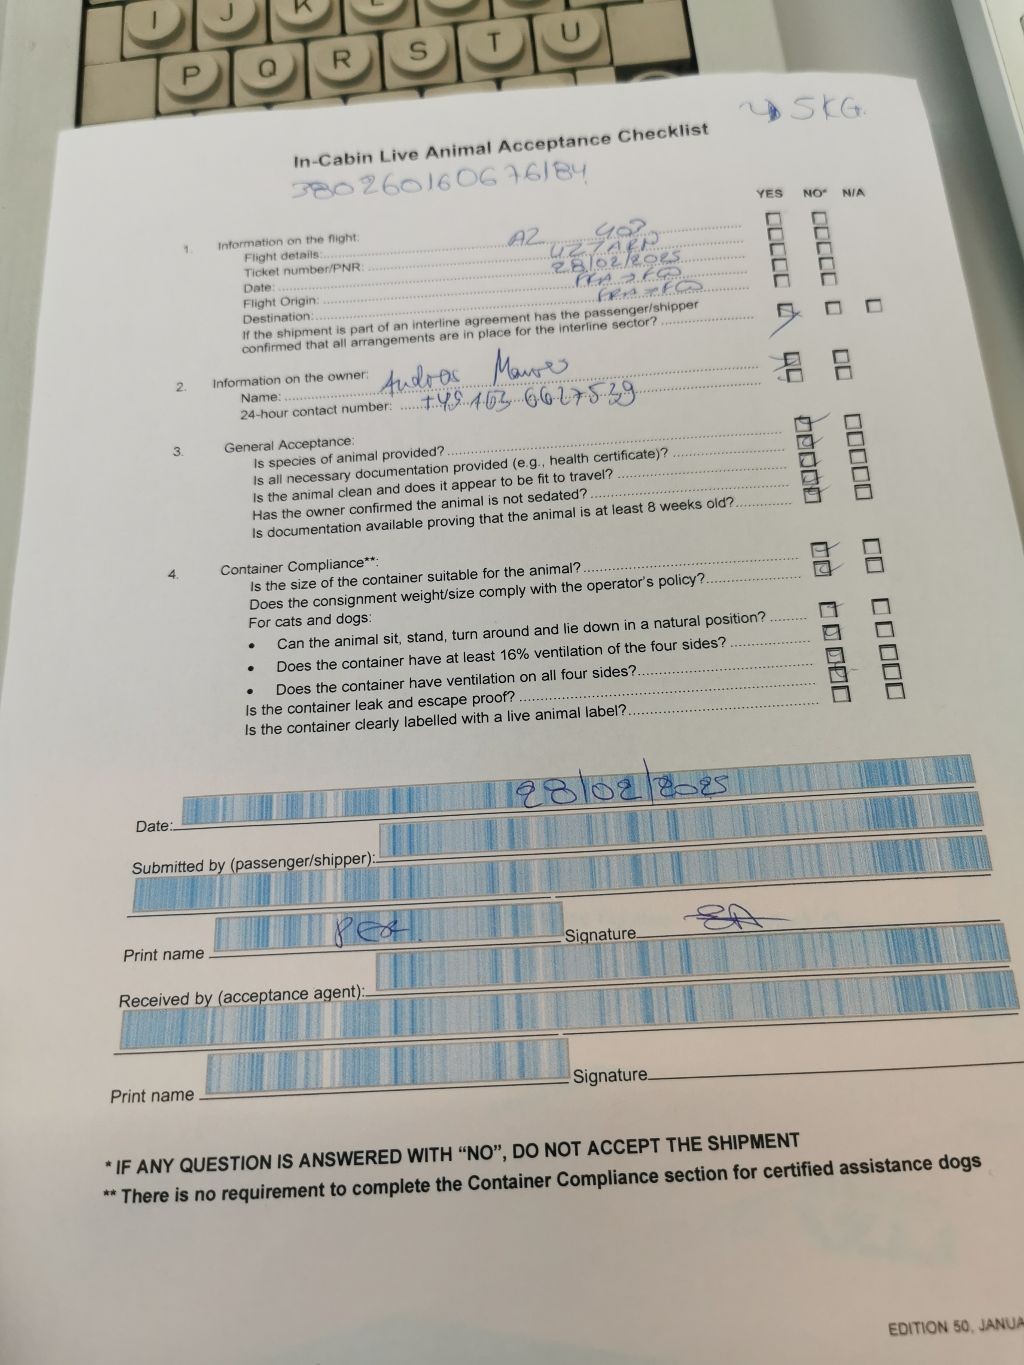 I J K L
P Q R S T U
5KG.
In-Cabin Live Animal Acceptance Checklist
380260160676184
YES NO* N/A
1. Information on the flight:
Flight details: AZ 403
Ticket number/PNR:
Date: 28/02/2025
Flight Origin: FRA → FCO
Destination: FRA → FCO
If the shipment is part of an interline agreement has the passenger/shipper
confirmed that all arrangements are in place for the interline sector?
2. Information on the owner:
Name:
24-hour contact number: +49 163 6627539
3. General Acceptance:
Is species of animal provided?
Is all necessary documentation provided (e.g., health certificate)?
Is the animal clean and does it appear to be fit to travel?
Has the owner confirmed the animal is not sedated?
Is documentation available proving that the animal is at least 8 weeks old?
4. Container Compliance**:
Is the size of the container suitable for the animal?
Does the consignment weight/size comply with the operator's policy?
For cats and dogs:
• Can the animal sit, stand, turn around and lie down in a natural position?
• Does the container have at least 16% ventilation of the four sides?
• Does the container have ventilation on all four sides?
Is the container leak and escape proof?
Is the container clearly labelled with a live animal label?
Date: 28/02/2025
Submitted by (passenger/shipper):
Print name Signature
Received by (acceptance agent):
Print name Signature
* IF ANY QUESTION IS ANSWERED WITH “NO”, DO NOT ACCEPT THE SHIPMENT
** There is no requirement to complete the Container Compliance section for certified assistance dogs
EDITION 50, JANUA